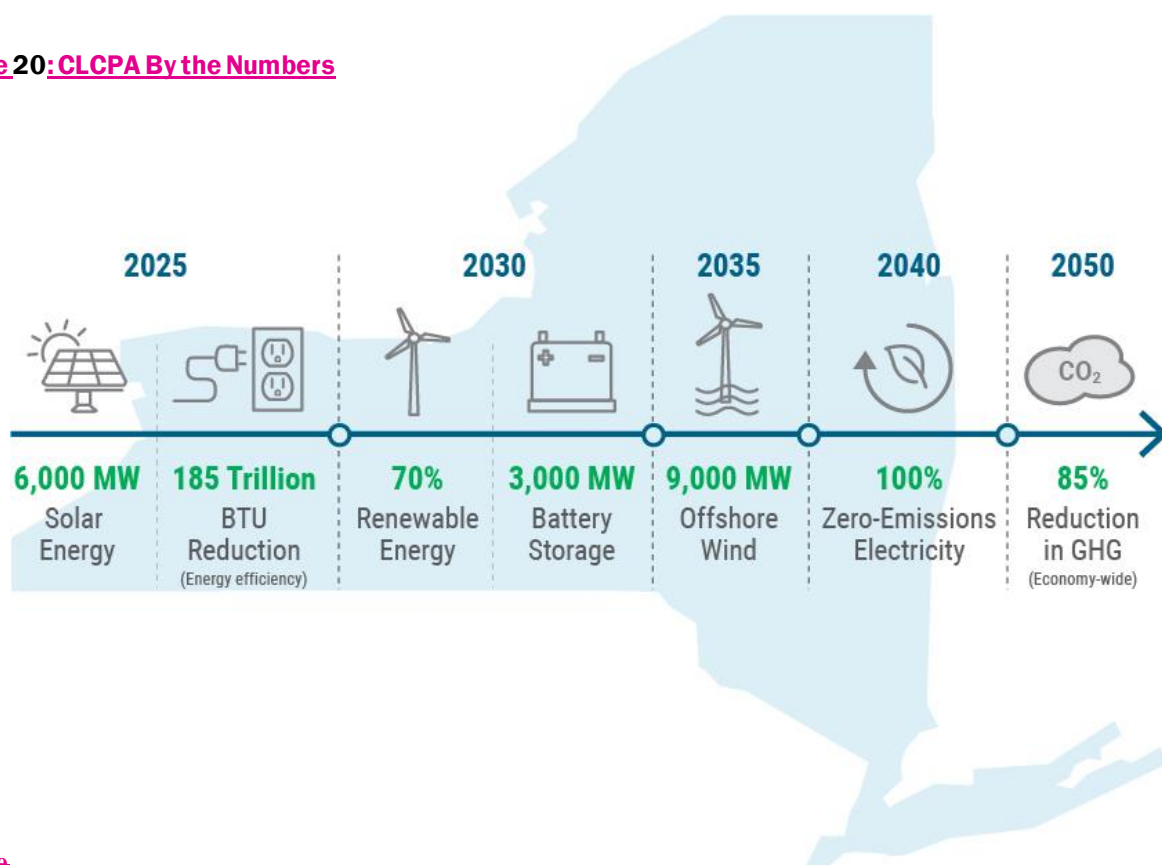 e 20: CLCPA By the Numbers
2025 2030 2035 2040 2050
CO₂
6,000 MW 185 Trillion 70% 3,000 MW 9,000 MW 100% 85%
Solar BTU Renewable Battery Offshore Zero-Emissions Reduction
Energy Reduction Energy Storage Wind Electricity in GHG
(Energy efficiency) (Economy-wide)